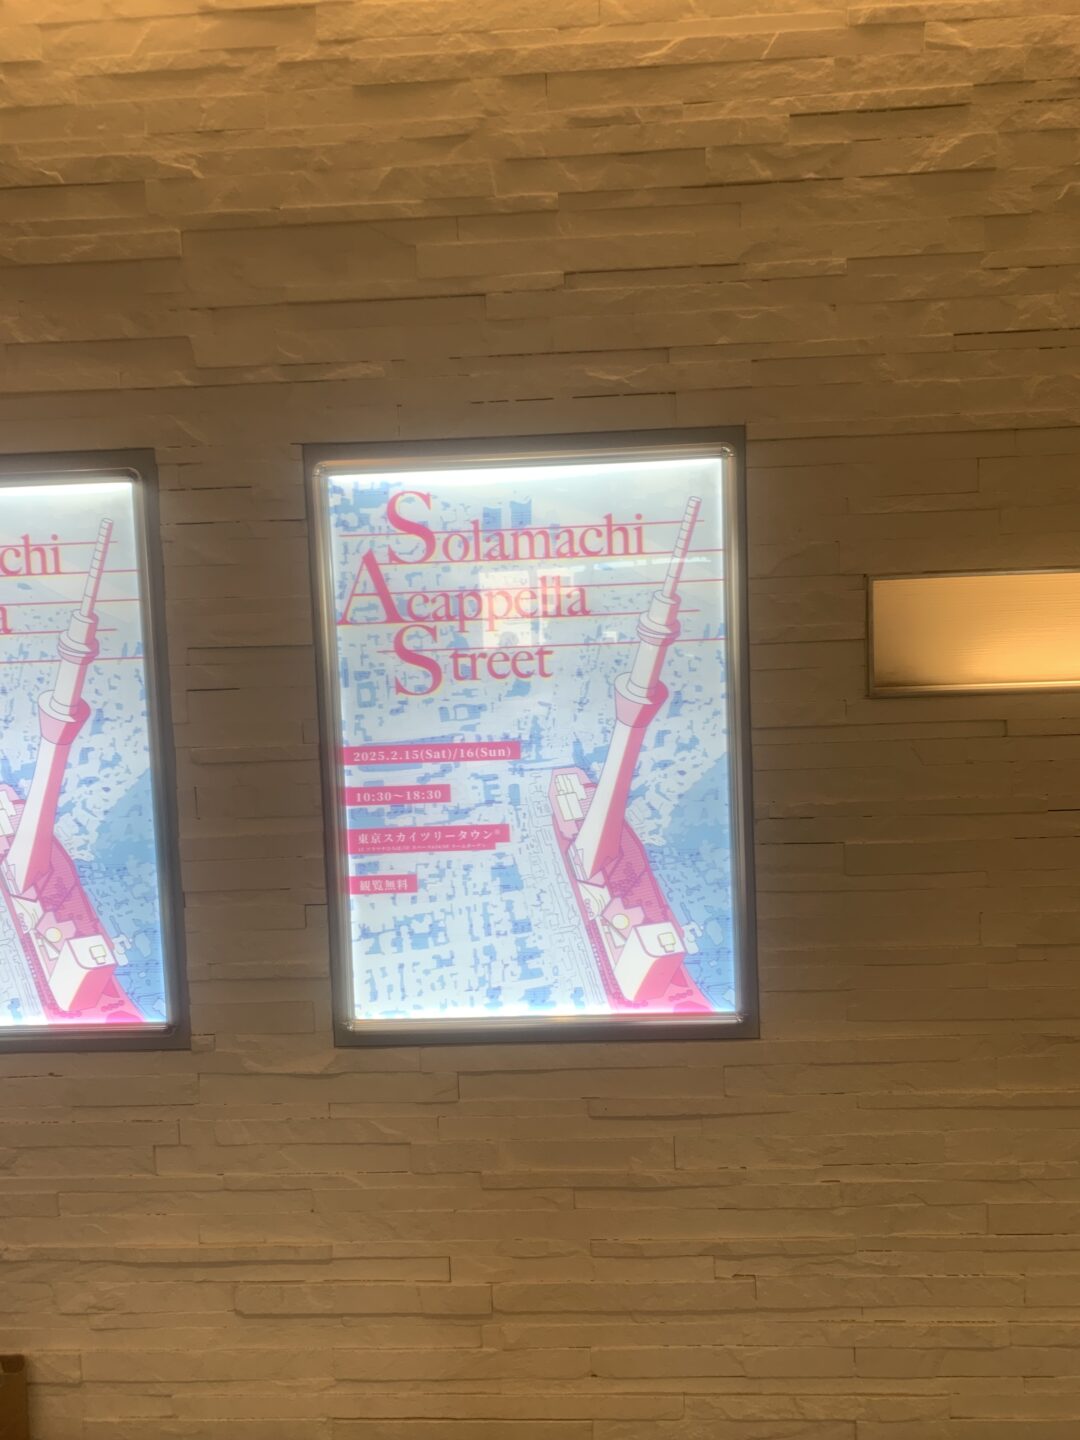 chi
a
Solamachi
Acappella
Street
2025.2.15(Sat)/16(Sun)
10:30～18:30
東京スカイツリータウン®
観覧無料